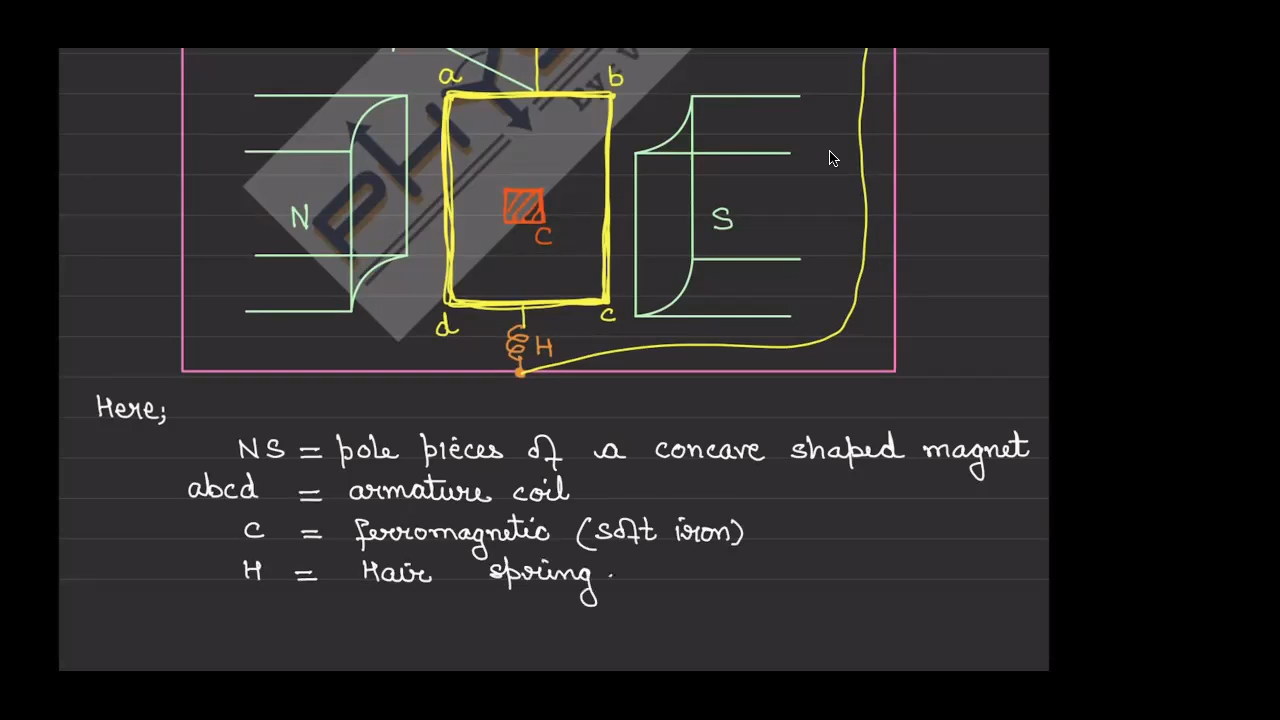 a b
N S
C
d c
H
Here;
NS = pole pieces of a concave shaped magnet
abcd = armature coil
C = ferromagnetic (soft iron)
H = Hair spring.